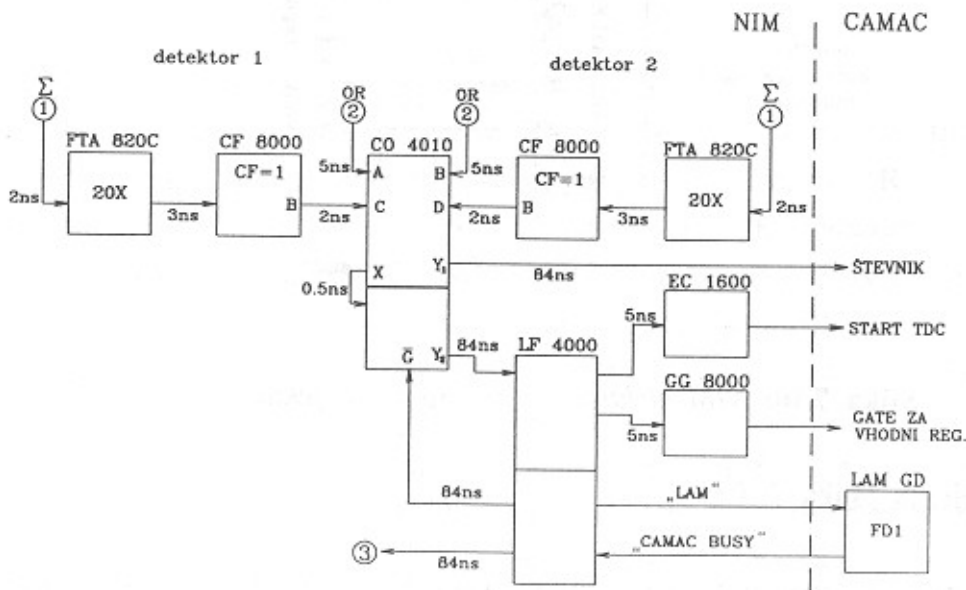 NIM
CAMAC
detektor 1
detektor 2
Σ
1
OR
2
OR
2
Σ
1
FTA 820C
CF 8000
CO 4010
CF 8000
FTA 820C
20X
CF=1
B
5ns
A
B
5ns
CF=1
B
20X
2ns
3ns
2ns
C
D
2ns
3ns
2ns
X
Y₁
84ns
ŠTEVNIK
0.5ns
EC 1600
5ns
START TDC
G̅
Y₂
84ns
LF 4000
GG 8000
5ns
GATE ZA
VHODNI REG.
LAM GD
84ns
„LAM“
FD1
3
84ns
„CAMAC BUSY“